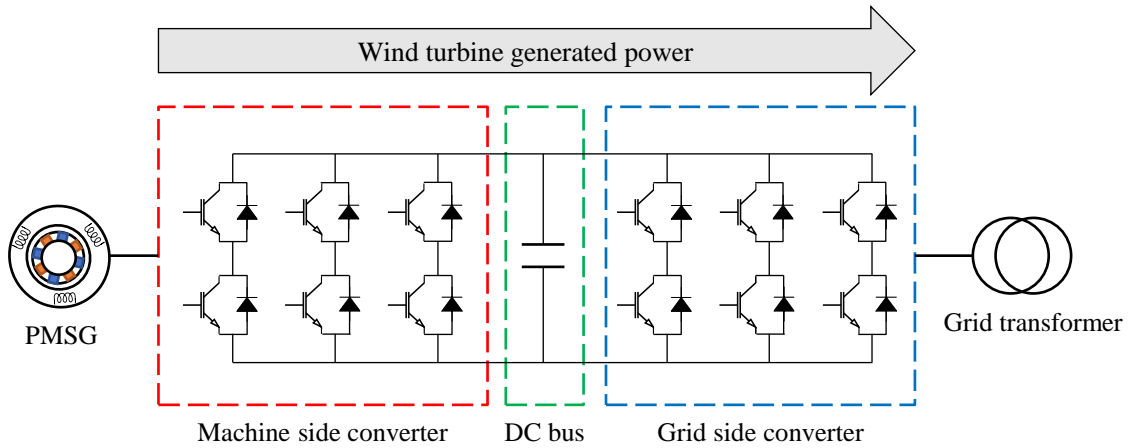 Wind turbine generated power
PMSG
Grid transformer
Machine side converter
DC bus
Grid side converter